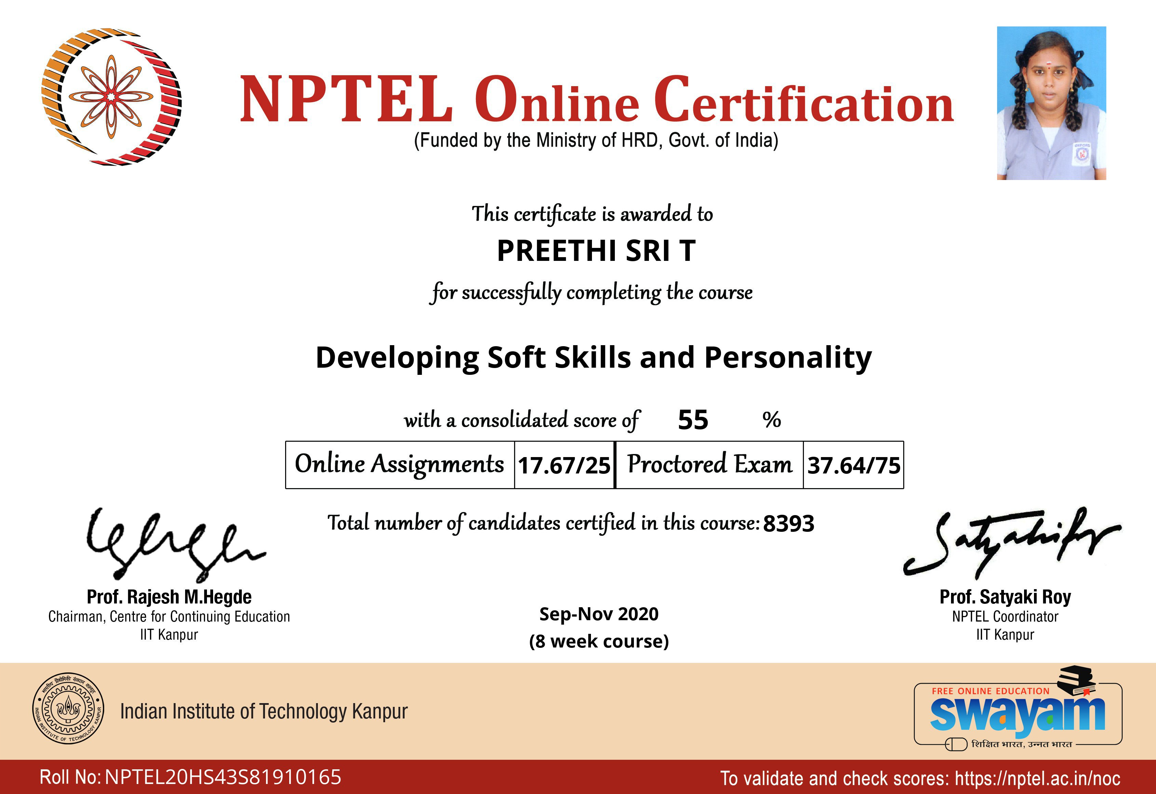 NPTEL Online Certification
(Funded by the Ministry of HRD, Govt. of India)
This certificate is awarded to
PREETHI SRI T
for successfully completing the course
Developing Soft Skills and Personality
with a consolidated score of 55 %
Online Assignments 17.67/25 Proctored Exam 37.64/75
Total number of candidates certified in this course: 8393
Prof. Rajesh M.Hegde
Chairman, Centre for Continuing Education
IIT Kanpur
Sep-Nov 2020
(8 week course)
Prof. Satyaki Roy
NPTEL Coordinator
IIT Kanpur
Indian Institute of Technology Kanpur
FREE ONLINE EDUCATION
swayam
शिक्षित भारत, उन्नत भारत
Roll No: NPTEL20HS43S81910165
To validate and check scores: https://nptel.ac.in/noc